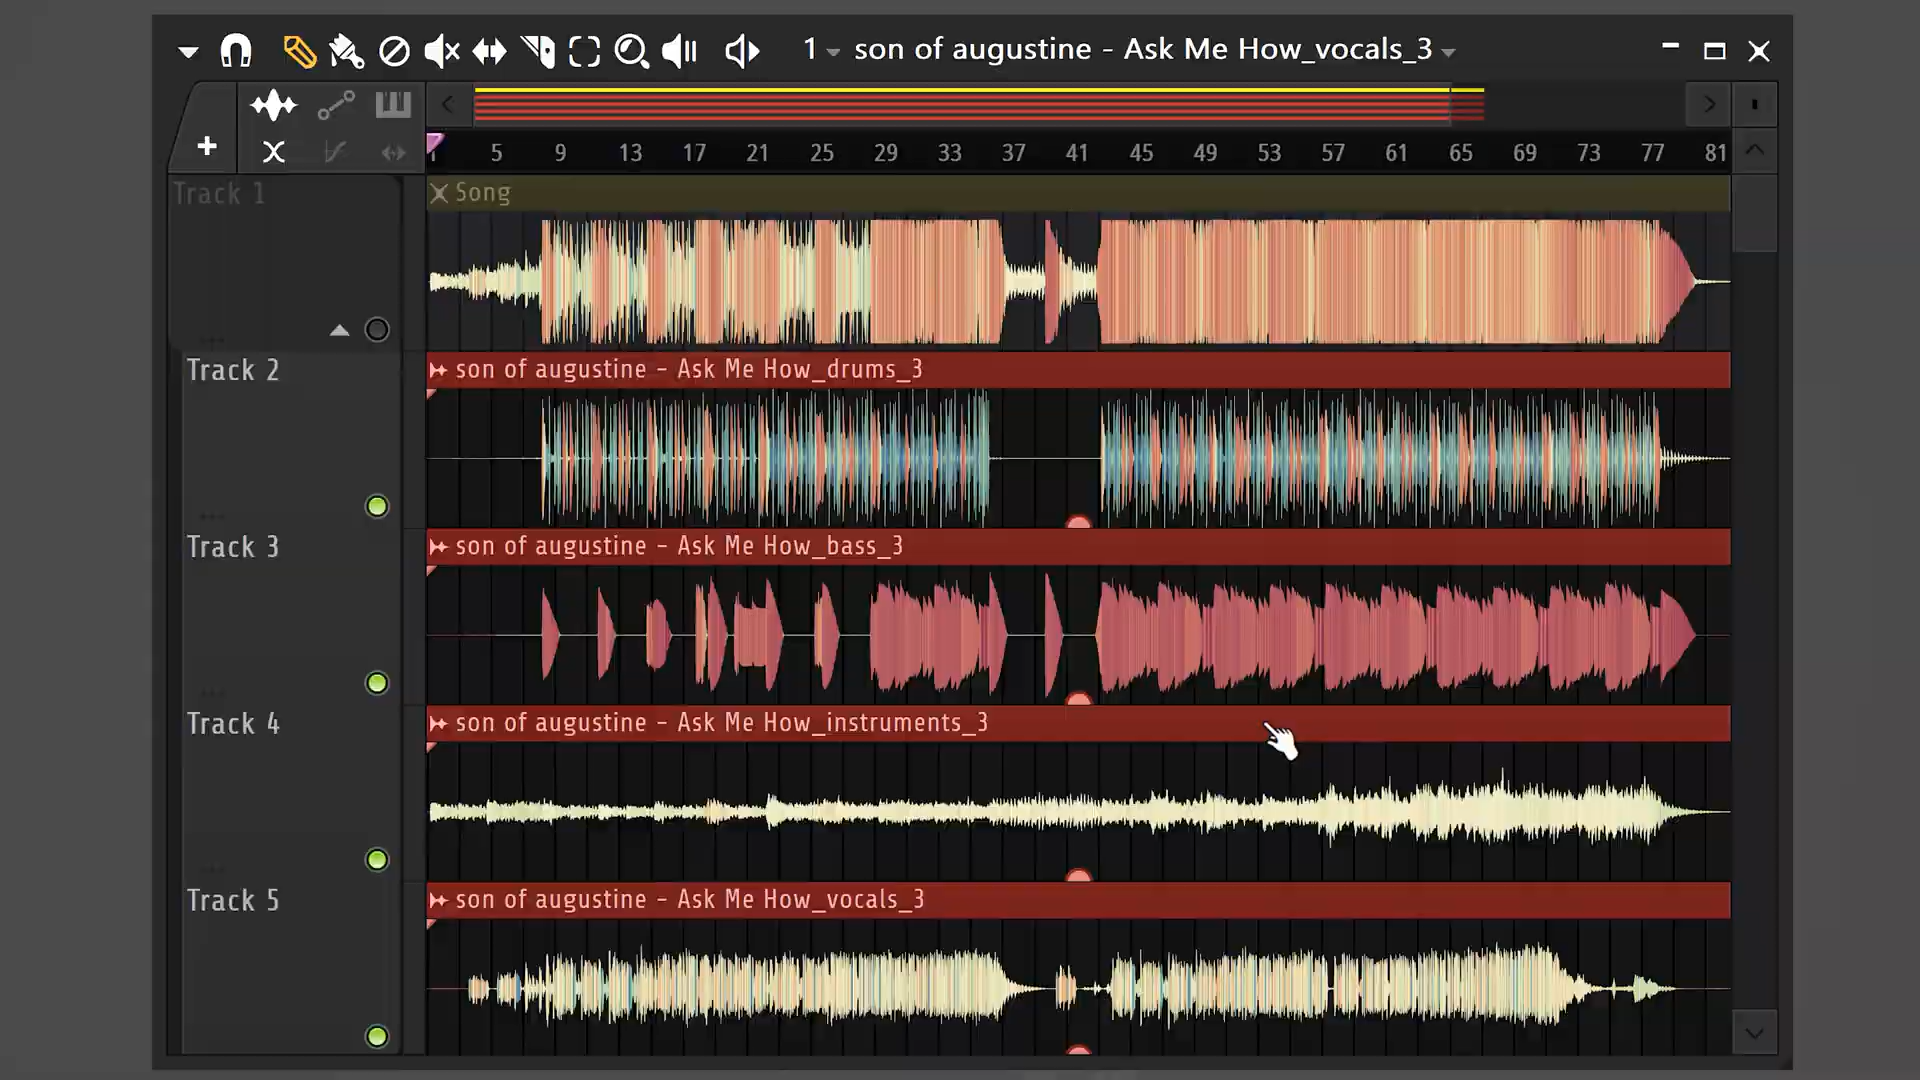 1 son of augustine - Ask Me How_vocals_3
1 5 9 13 17 21 25 29 33 37 41 45 49 53 57 61 65 69 73 77 81
Track 1
Song
Track 2
son of augustine - Ask Me How_drums_3
Track 3
son of augustine - Ask Me How_bass_3
Track 4
son of augustine - Ask Me How_instruments_3
Track 5
son of augustine - Ask Me How_vocals_3